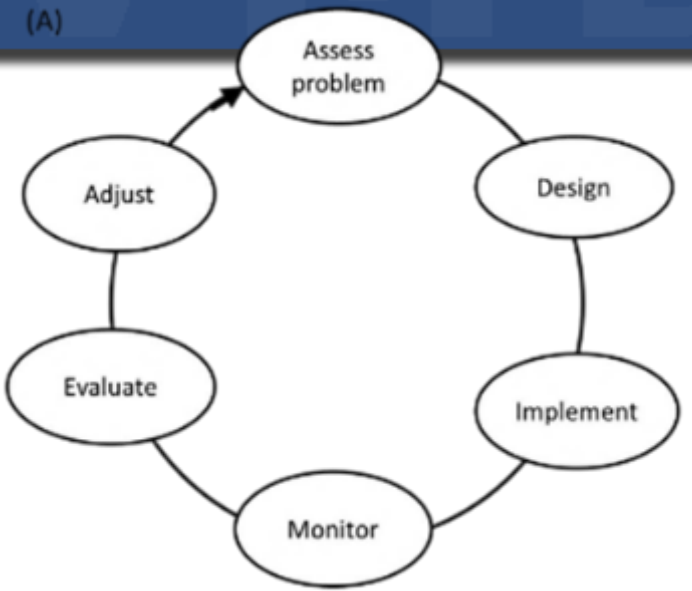 (A)
Assess
problem
Design
Implement
Monitor
Evaluate
Adjust